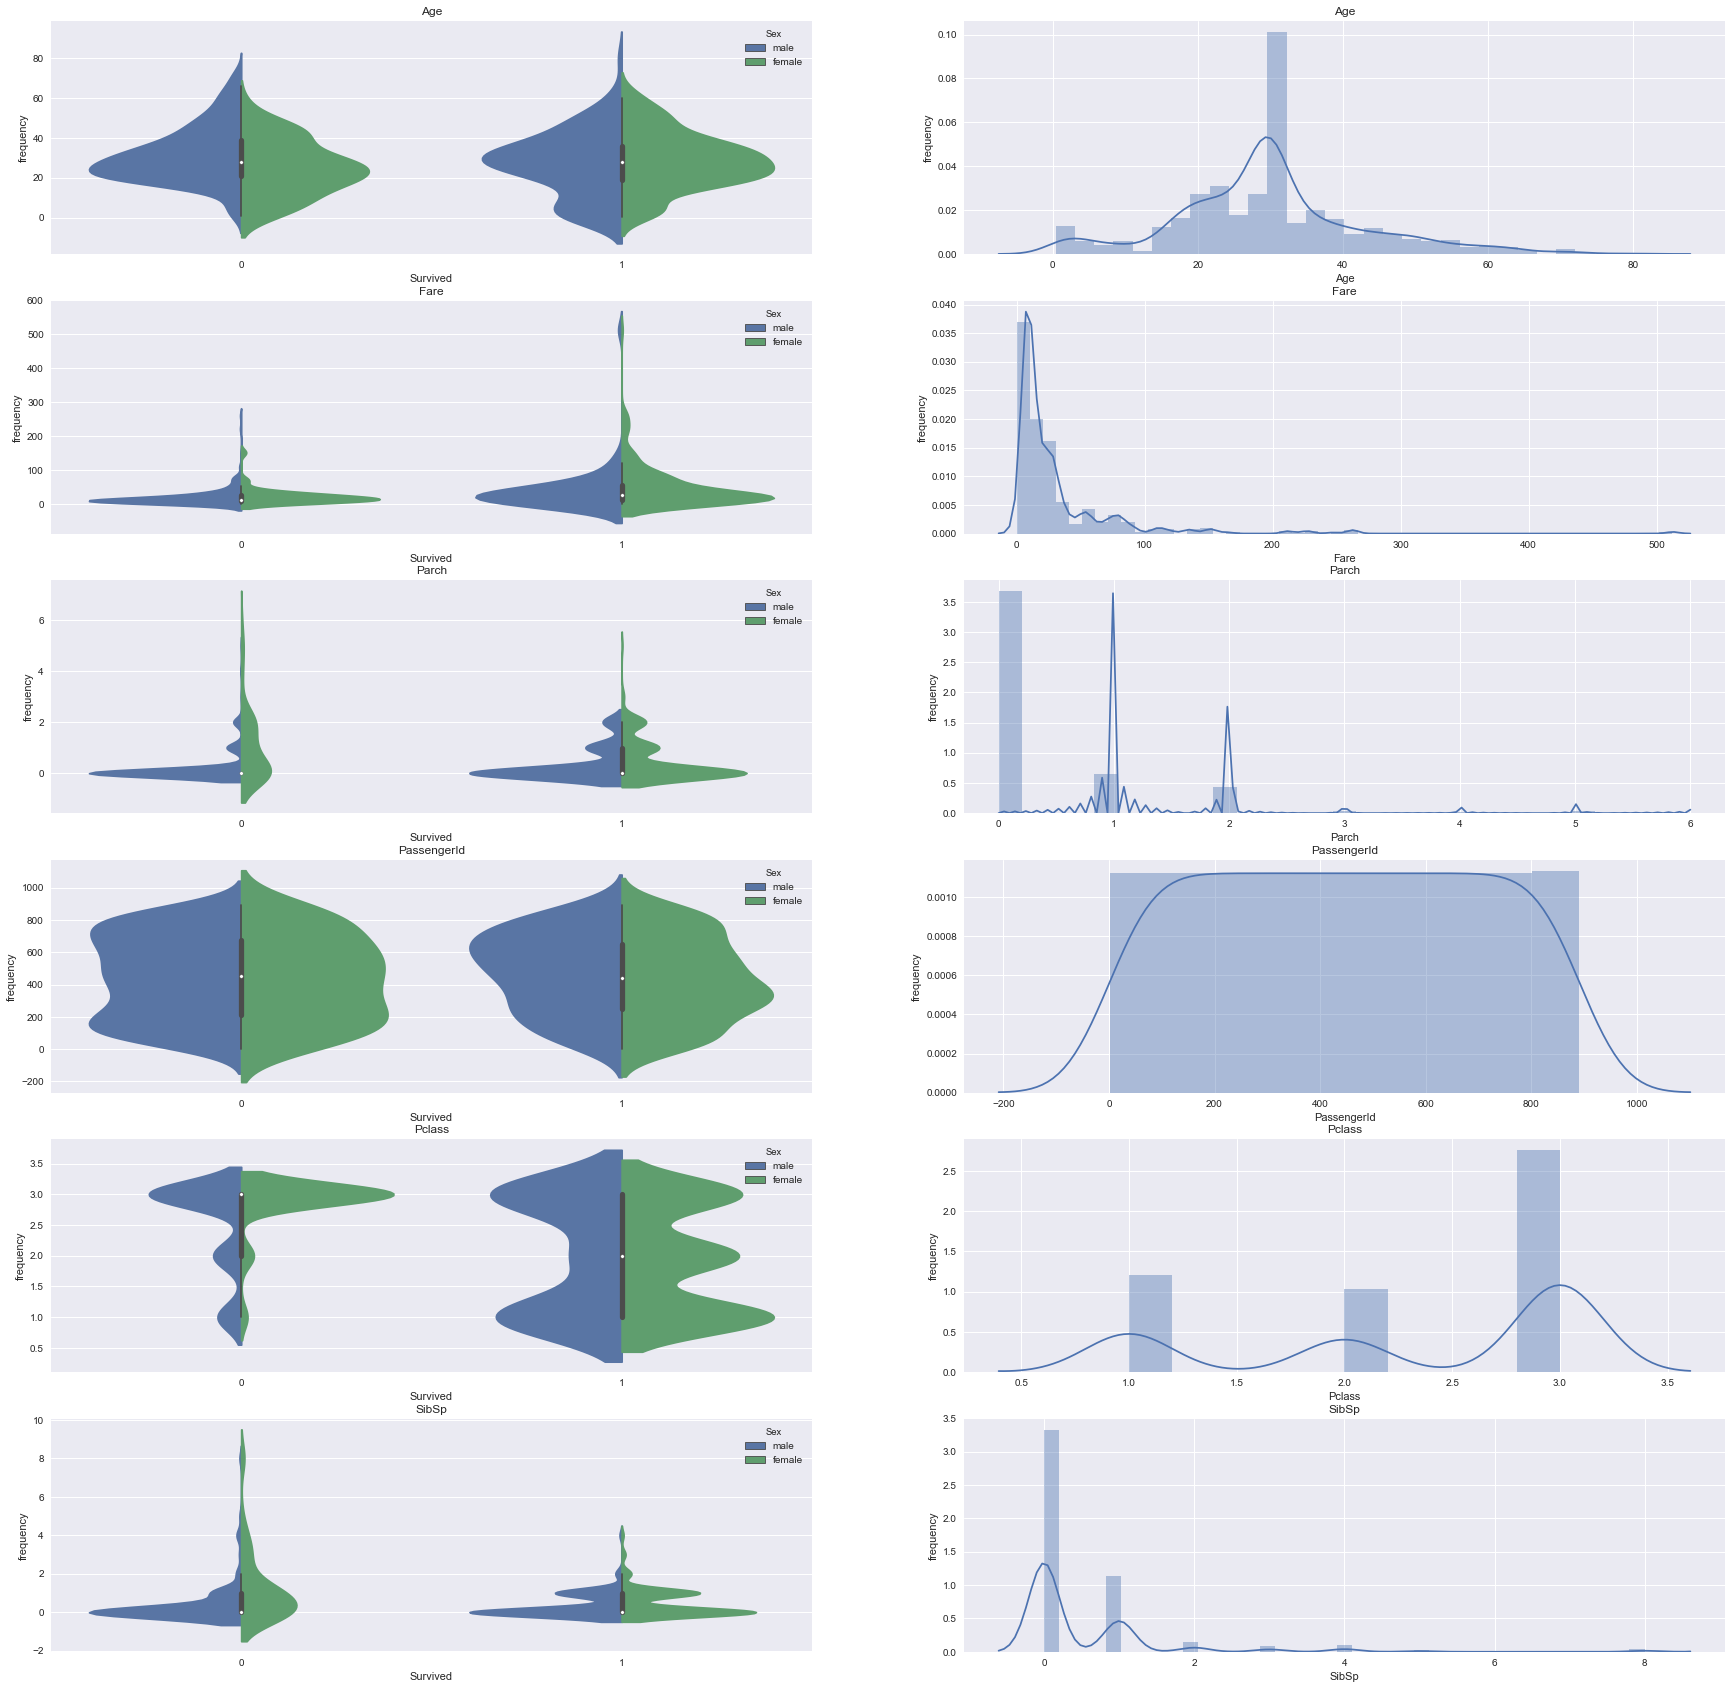 Age
frequency
80
60
40
20
0
Sex
male
female
0 1
Survived
Age
frequency
0.10
0.08
0.06
0.04
0.02
0.00
0 20 40 60 80
Age
Fare
frequency
600
500
400
300
200
100
0
Sex
male
female
0 1
Survived
Fare
frequency
0.040
0.035
0.030
0.025
0.020
0.015
0.010
0.005
0.000
0 100 200 300 400 500
Fare
Parch
frequency
6
4
2
0
Sex
male
female
0 1
Survived
Parch
frequency
3.5
3.0
2.5
2.0
1.5
1.0
0.5
0.0
0 1 2 3 4 5 6
Parch
PassengerId
frequency
1000
800
600
400
200
0
−200
Sex
male
female
0 1
Survived
PassengerId
frequency
0.0010
0.0008
0.0006
0.0004
0.0002
0.0000
−200 0 200 400 600 800 1000
PassengerId
Pclass
frequency
3.5
3.0
2.5
2.0
1.5
1.0
0.5
Sex
male
female
0 1
Survived
Pclass
frequency
2.5
2.0
1.5
1.0
0.5
0.0
0.5 1.0 1.5 2.0 2.5 3.0 3.5
Pclass
SibSp
frequency
10
8
6
4
2
0
−2
Sex
male
female
0 1
Survived
SibSp
frequency
3.5
3.0
2.5
2.0
1.5
1.0
0.5
0.0
0 2 4 6 8
SibSp